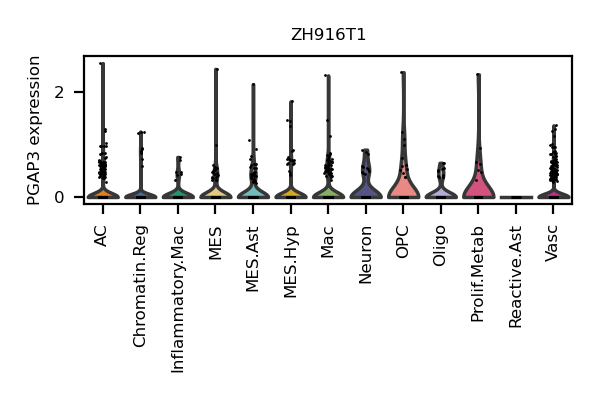 ZH916T1
PGAP3 expression
2
0
AC
Chromatin.Reg
Inflammatory.Mac
MES
MES.Ast
MES.Hyp
Mac
Neuron
OPC
Oligo
Prolif.Metab
Reactive.Ast
Vasc